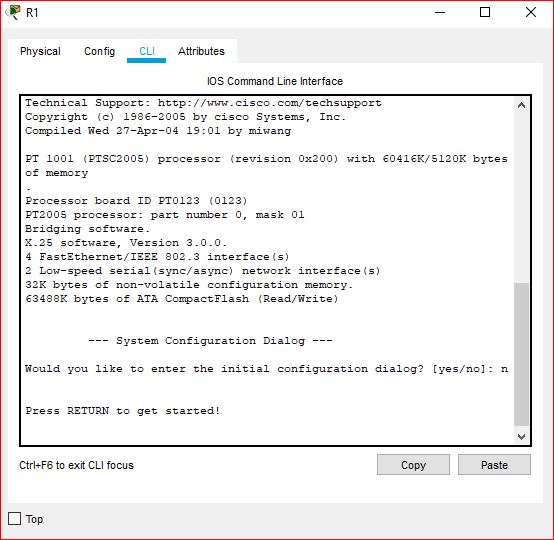 R1
Physical Config CLI Attributes
IOS Command Line Interface
Technical Support: http://www.cisco.com/techsupport
Copyright (c) 1986-2005 by cisco Systems, Inc.
Compiled Wed 27-Apr-04 19:01 by miwang
PT 1001 (PTSC2005) processor (revision 0x200) with 60416K/5120K bytes
of memory
.
Processor board ID PT0123 (0123)
PT2005 processor: part number 0, mask 01
Bridging software.
X.25 software, Version 3.0.0.
4 FastEthernet/IEEE 802.3 interface(s)
2 Low-speed serial(sync/async) network interface(s)
32K bytes of non-volatile configuration memory.
63488K bytes of ATA CompactFlash (Read/Write)
--- System Configuration Dialog ---
Would you like to enter the initial configuration dialog? [yes/no]: n
Press RETURN to get started!
Ctrl+F6 to exit CLI focus
Copy Paste
Top